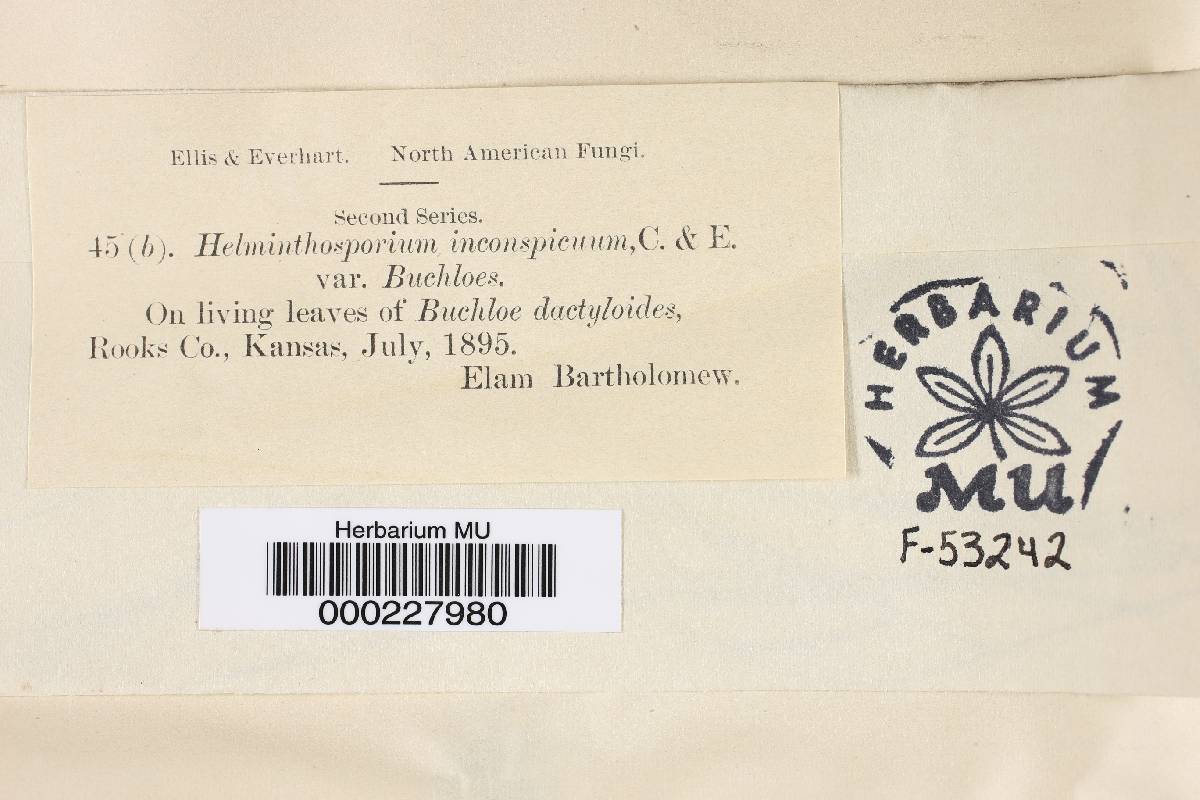 Ellis & Everhart. North American Fungi.
Second Series.
45 (b). Helminthosporium inconspicuum, C. & E.
var. Buchloes.
On living leaves of Buchloe dactyloides,
Rooks Co., Kansas, July, 1895.
Elam Bartholomew.
HERBARIUM
MU
F-53242
Herbarium MU
000227980